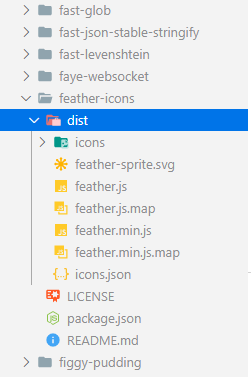 fast-glob
fast-json-stable-stringify
fast-levenshtein
faye-websocket
feather-icons
dist
icons
feather-sprite.svg
feather.js
feather.js.map
feather.min.js
feather.min.js.map
icons.json
LICENSE
package.json
README.md
figgy-pudding